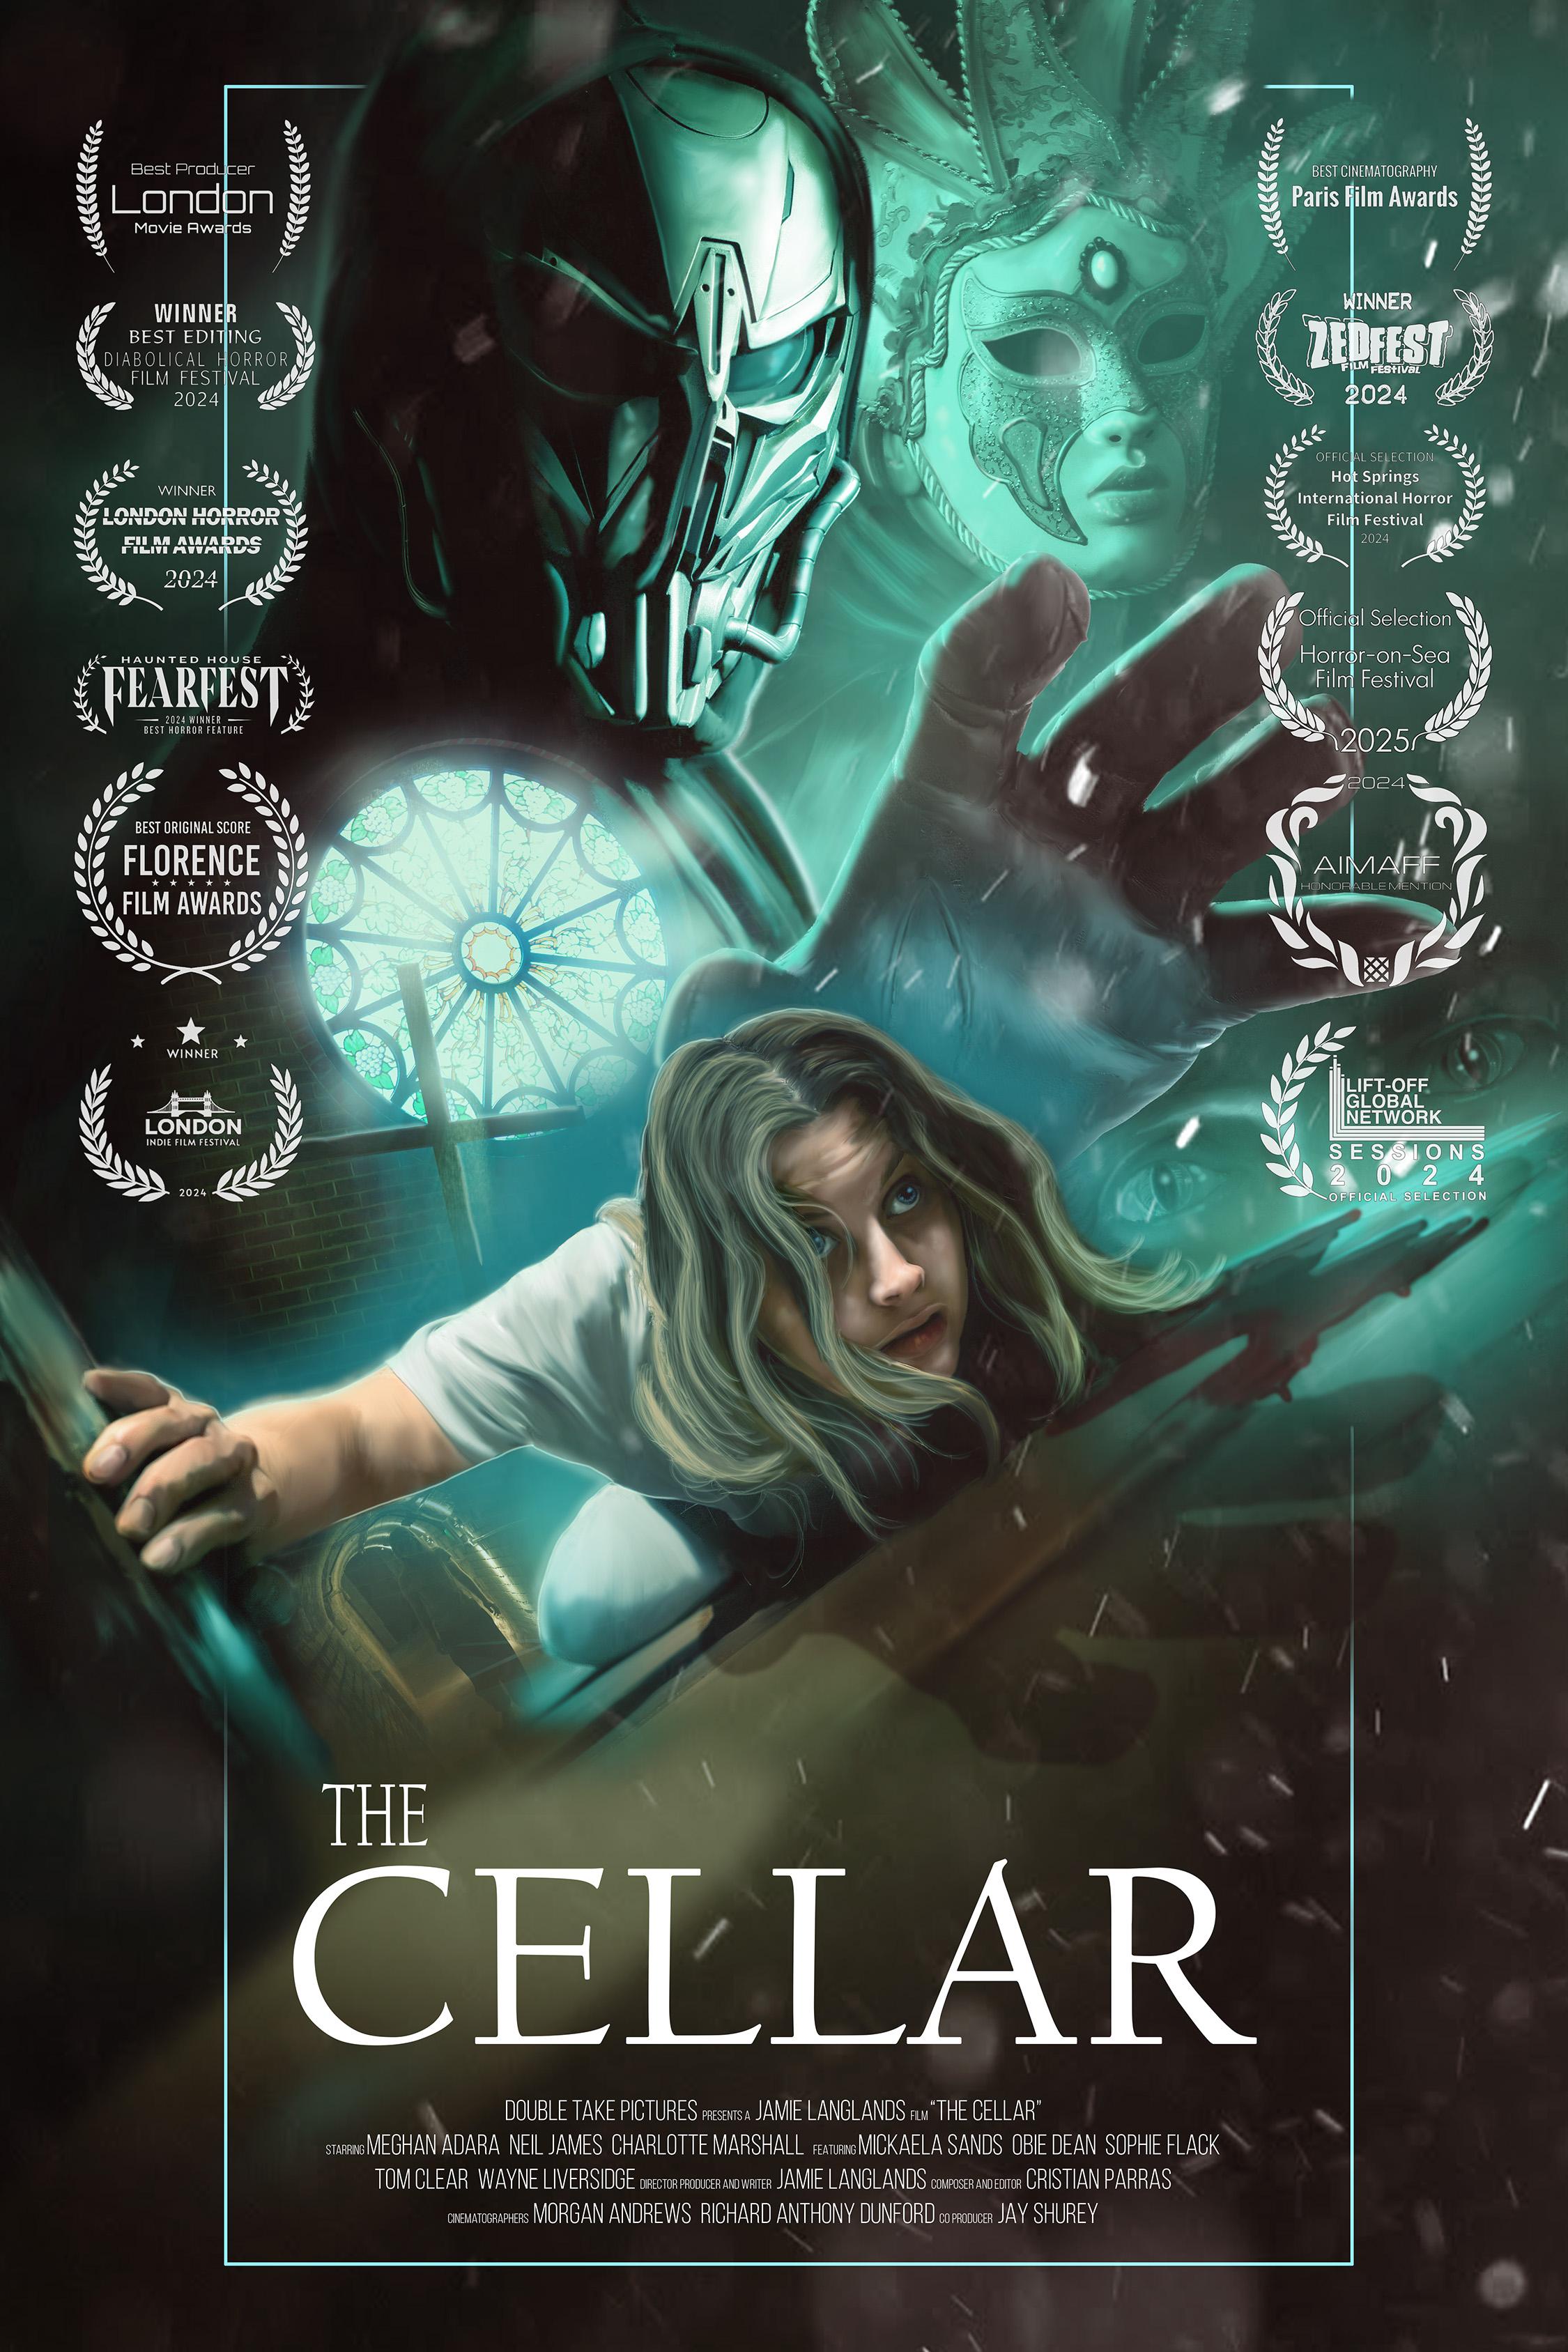 Best Producer
London
Movie Awards
WINNER
BEST EDITING
DIABOLICAL HORROR
FILM FESTIVAL
2024
WINNER
LONDON HORROR
FILM AWARDS
2024
HAUNTED HOUSE
FEARFEST
2024 WINNER
BEST HORROR FEATURE
BEST ORIGINAL SCORE
FLORENCE
FILM AWARDS
WINNER
LONDON
INDIE FILM FESTIVAL
2024
BEST CINEMATOGRAPHY
Paris Film Awards
WINNER
ZEDFEST
FILM FESTIVAL
2024
OFFICIAL SELECTION
Hot Springs
International Horror
Film Festival
2024
Official Selection
Horror-on-Sea
Film Festival
2025
2024
AIMAFF
HONORABLE MENTION
LIFT-OFF
GLOBAL
NETWORK
SESSIONS
2024
OFFICIAL SELECTION
THE
CELLAR
DOUBLE TAKE PICTURES PRESENTS A JAMIE LANGLANDS FILM “THE CELLAR”
STARRING MEGHAN ADARA NEIL JAMES CHARLOTTE MARSHALL FEATURING MICKAELA SANDS OBIE DEAN SOPHIE FLACK
TOM CLEAR WAYNE LIVERSIDGE DIRECTOR PRODUCER AND WRITER JAMIE LANGLANDS COMPOSER AND EDITOR CRISTIAN PARRAS
CINEMATOGRAPHERS MORGAN ANDREWS RICHARD ANTHONY DUNFORD CO PRODUCER JAY SHUREY